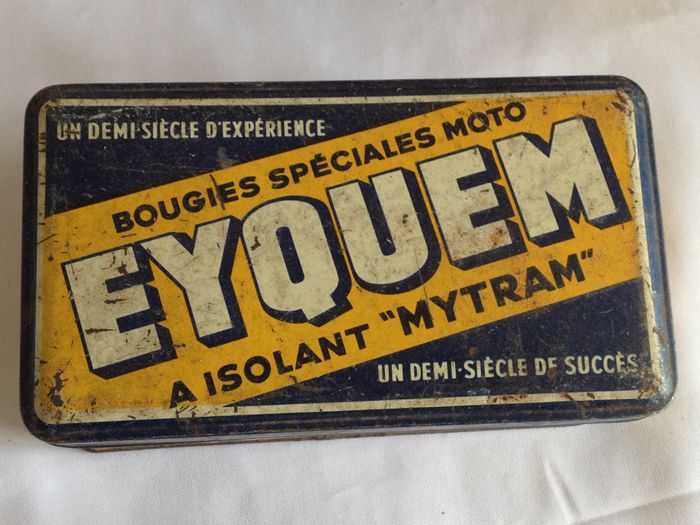 UN DEMI-SIÈCLE D'EXPÉRIENCE
BOUGIES SPÉCIALES MOTO
EYQUEM
A ISOLANT "MYTRAM"
UN DEMI-SIÈCLE DE SUCCÈS